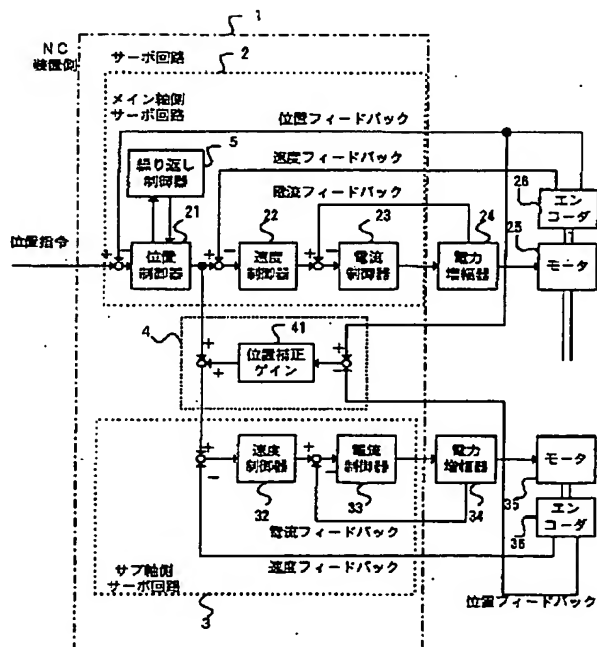 1
NC
装置側
サーボ回路
2
メイン軸側
サーボ回路
位置フィードバック
繰り返し
制御器
5
速度フィードバック
電流フィードバック
26
エン
コーダ
位置指令
21
22
23
24
25
+
-
位置
制御器
+
-
速度
制御器
+
-
電流
制御器
電力
増幅器
モータ
4
41
+
+
位置補正
ゲイン
+
-
+
-
速度
制御器
+
-
電流
制御器
電力
増幅器
モータ
32
33
34
35
エン
コーダ
36
電流フィードバック
速度フィードバック
サブ軸側
サーボ回路
位置フィードバック
3